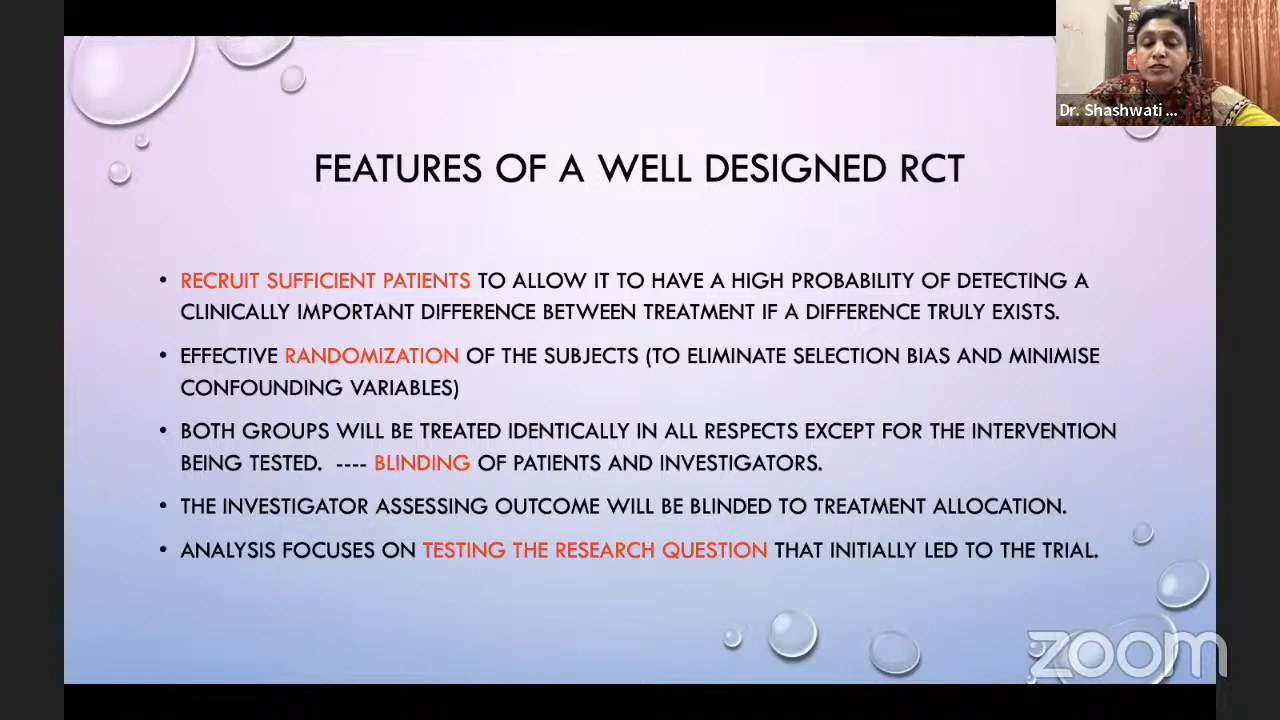 Dr. Shashwati ...
FEATURES OF A WELL DESIGNED RCT
• RECRUIT SUFFICIENT PATIENTS TO ALLOW IT TO HAVE A HIGH PROBABILITY OF DETECTING A
CLINICALLY IMPORTANT DIFFERENCE BETWEEN TREATMENT IF A DIFFERENCE TRULY EXISTS.
• EFFECTIVE RANDOMIZATION OF THE SUBJECTS (TO ELIMINATE SELECTION BIAS AND MINIMISE
CONFOUNDING VARIABLES)
• BOTH GROUPS WILL BE TREATED IDENTICALLY IN ALL RESPECTS EXCEPT FOR THE INTERVENTION
BEING TESTED. ---- BLINDING OF PATIENTS AND INVESTIGATORS.
• THE INVESTIGATOR ASSESSING OUTCOME WILL BE BLINDED TO TREATMENT ALLOCATION.
• ANALYSIS FOCUSES ON TESTING THE RESEARCH QUESTION THAT INITIALLY LED TO THE TRIAL.
zoom